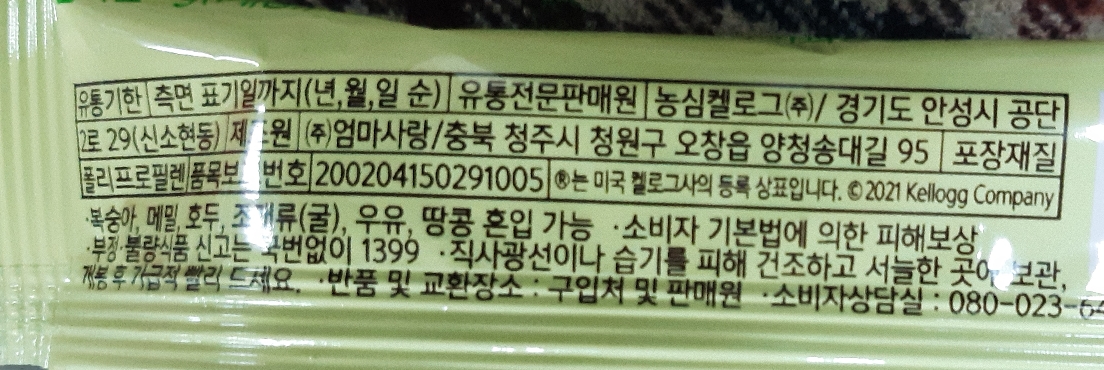 유통기한 측면 표기일까지(년,월,일 순) 유통전문판매원 농심켈로그㈜/ 경기도 안성시 공단
2로 29(신소현동) 제조원 ㈜엄마사랑/충북 청주시 청원구 오창읍 양청송대길 95 포장재질
폴리프로필렌 품목보고번호 200204150291005 ®는 미국 켈로그사의 등록 상표입니다. ©2021 Kellogg Company
·복숭아, 메밀, 호두, 조개류(굴), 우유, 땅콩 혼입 가능 ·소비자 기본법에 의한 피해보상
·부정·불량식품 신고는 국번없이 1399 ·직사광선이나 습기를 피해 건조하고 서늘한 곳에 보관,
개봉 후 가급적 빨리 드세요. ·반품 및 교환장소 : 구입처 및 판매원 ·소비자상담실 : 080-023-64